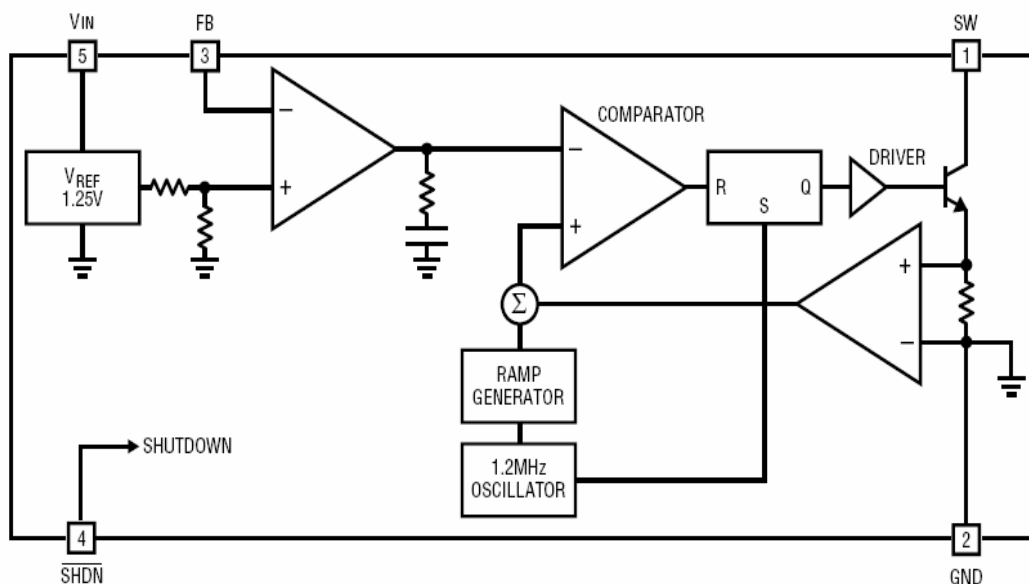 VIN
FB
SW
5
3
1
COMPARATOR
DRIVER
−
+
VREF
1.25V
−
+
R
Q
S
+
−
Σ
RAMP
GENERATOR
SHUTDOWN
1.2MHz
OSCILLATOR
4
2
SHDN
GND